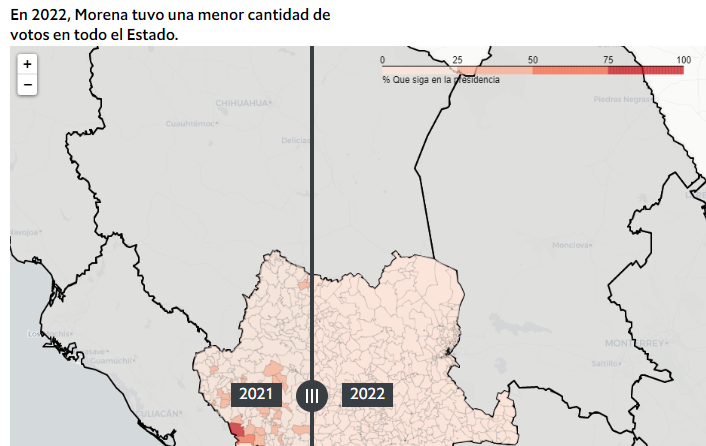 En 2022, Morena tuvo una menor cantidad de
votos en todo el Estado.
+
−
0 25 50 75 100
% Que siga en la presidencia
CHIHUAHUA
Cuauhtémoc
Delicias
Piedras Negras
Navojoa
Monclova
Los Mochis
Guasave
Guamúchil
MONTERREY
Saltillo
2021 2022
CULIACÁN